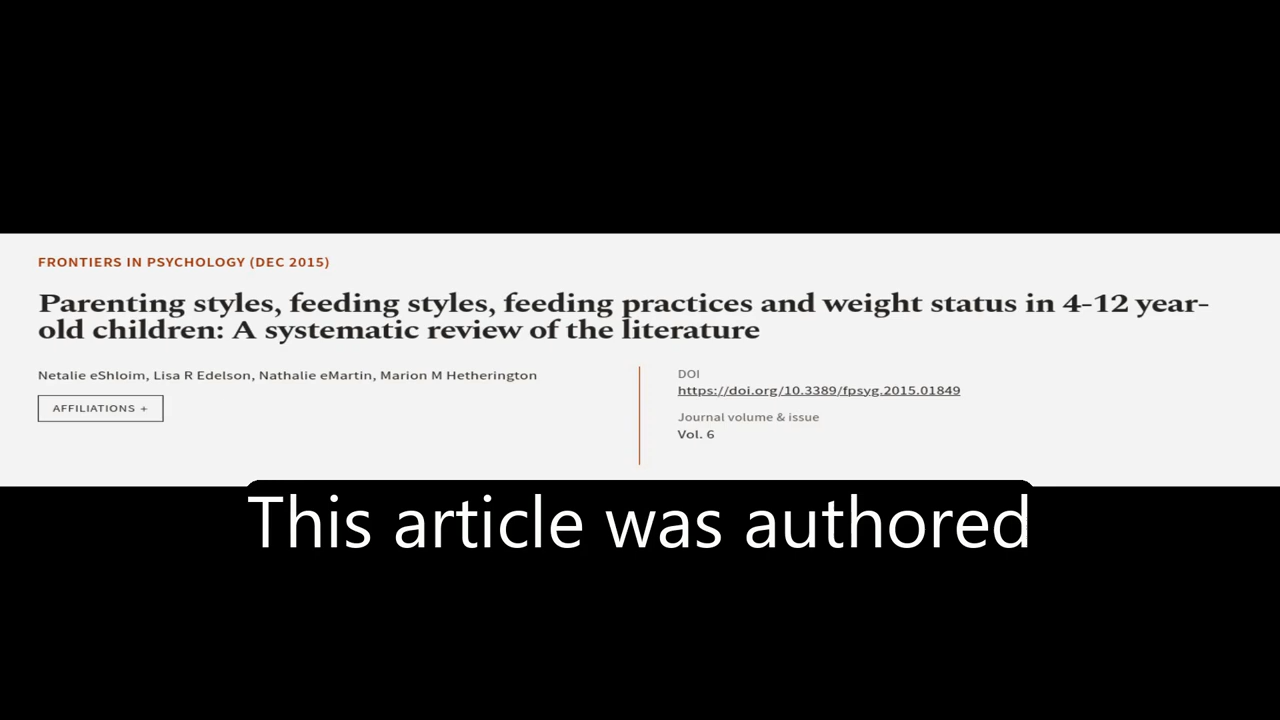 FRONTIERS IN PSYCHOLOGY (DEC 2015)
Parenting styles, feeding styles, feeding practices and weight status in 4-12 year-
old children: A systematic review of the literature
Netalie eShloim, Lisa R Edelson, Nathalie eMartin, Marion M Hetherington
AFFILIATIONS +
DOI
https://doi.org/10.3389/fpsyg.2015.01849
Journal volume & issue
Vol. 6
This article was authored